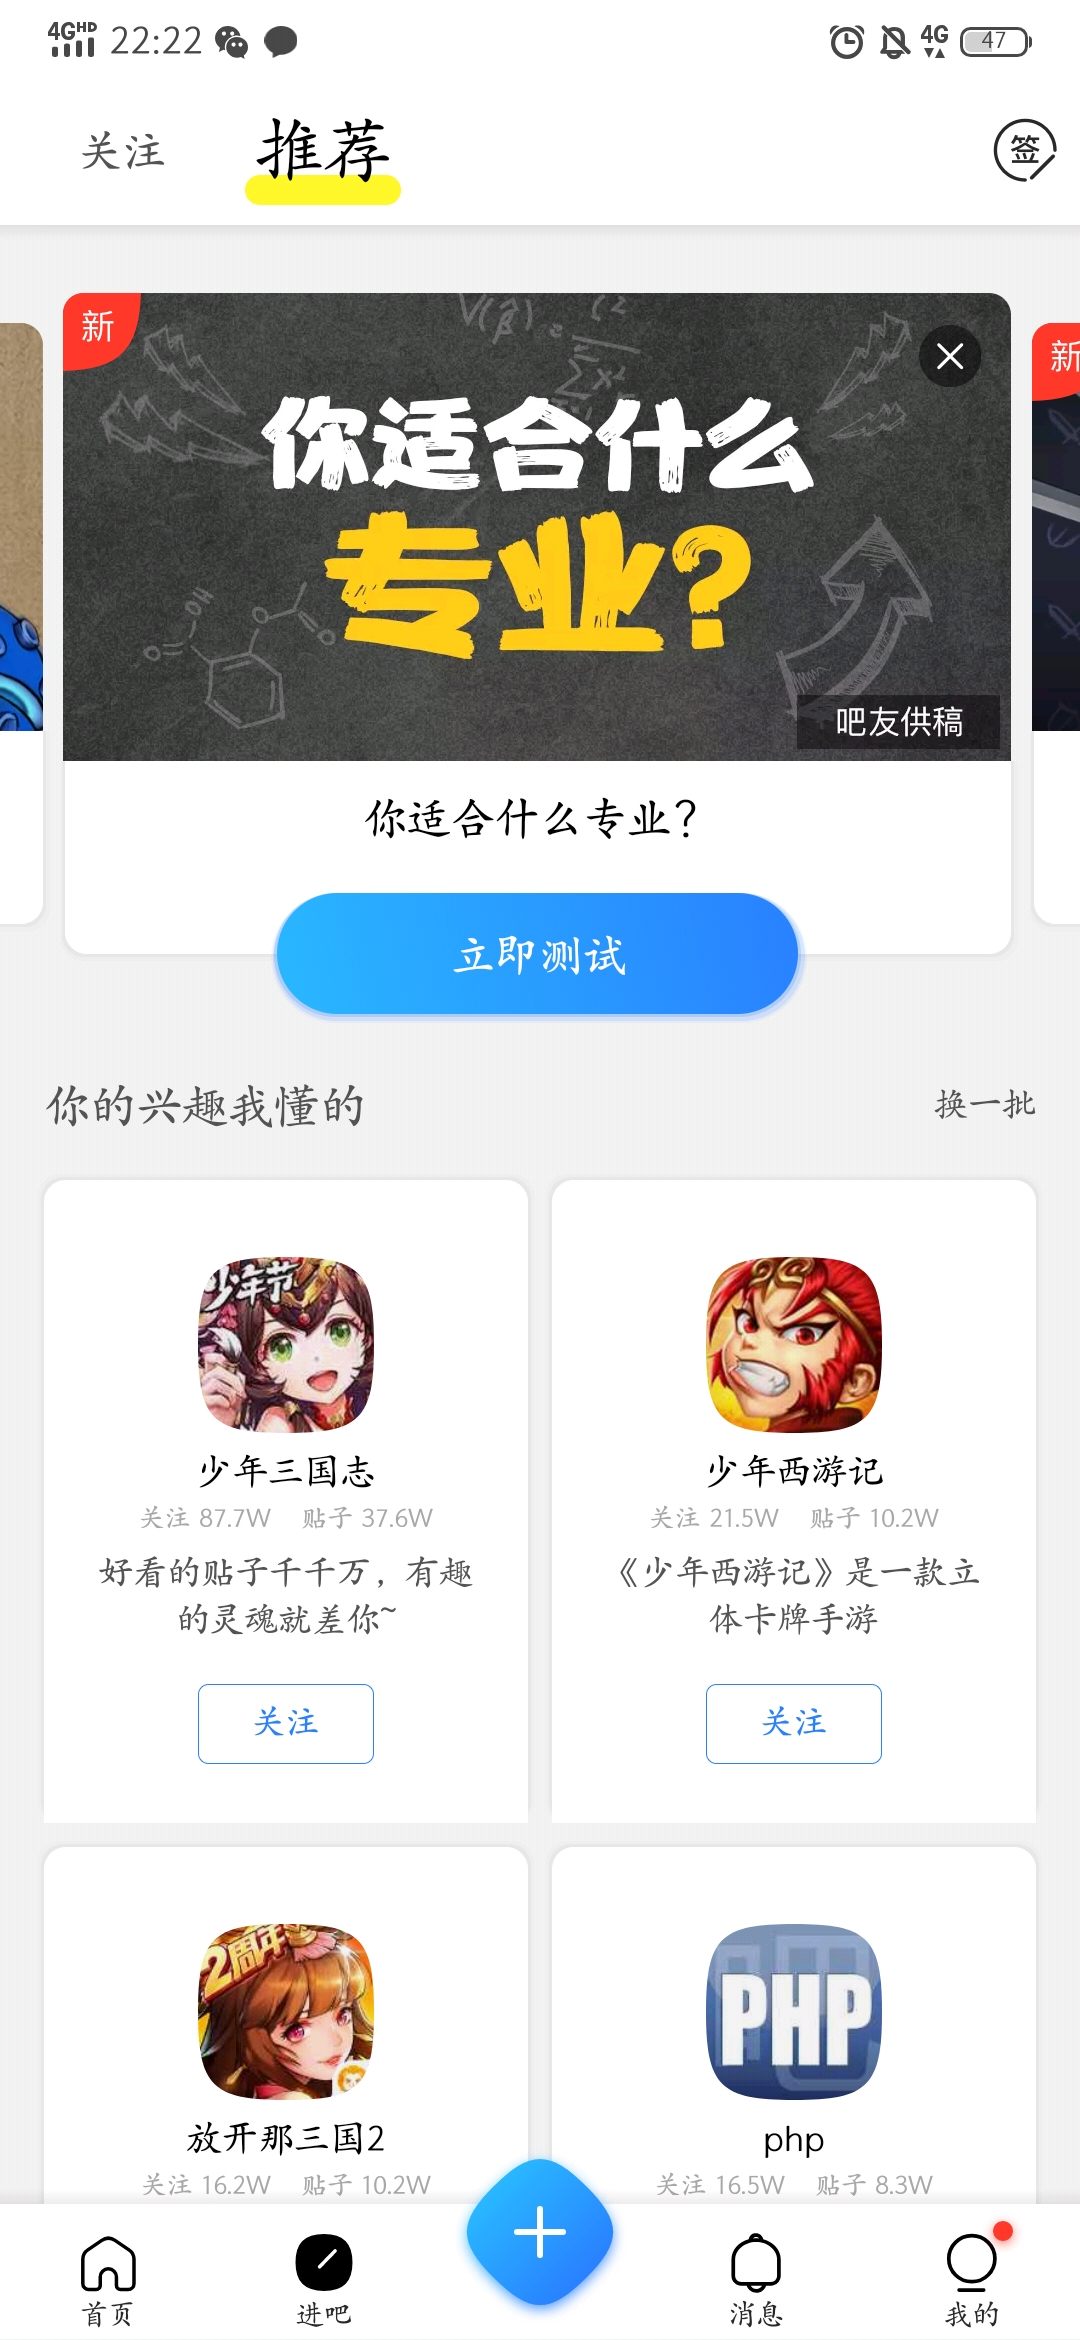 4GHD 22:22 4G 47
关注 推荐 签
新
新
你适合什么
专业?
吧友供稿
你适合什么专业?
立即测试
你的兴趣我懂的 换一批
少年节
少年三国志
关注 87.7W 贴子 37.6W
好看的贴子千千万，有趣
的灵魂就差你~
关注
少年西游记
关注 21.5W 贴子 10.2W
《少年西游记》是一款立
体卡牌手游
关注
2周年
放开那三国2
关注 16.2W 贴子 10.2W
PHP
php
关注 16.5W 贴子 8.3W
首页 进吧 消息 我的